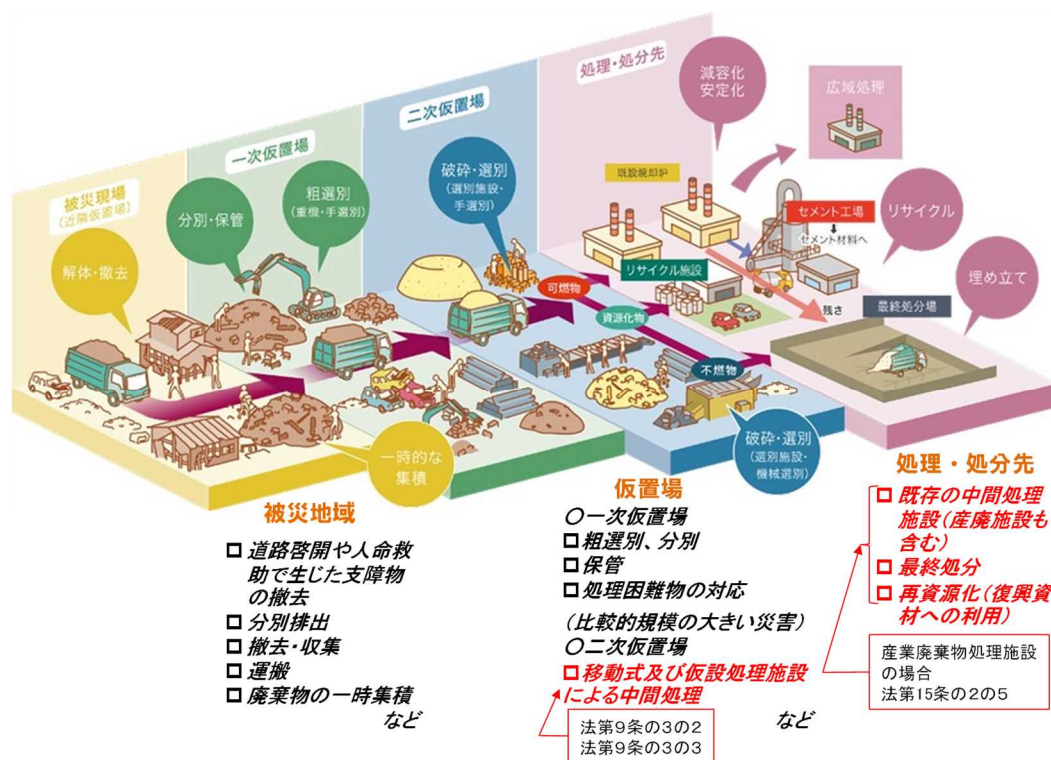 被災現場
(近隣仮置場)
解体・撤去
一時的な
集積
一次仮置場
分別・保管
粗選別
(重機・手選別)
二次仮置場
破砕・選別
(選別施設・
手選別)
可燃物
資源化物
不燃物
破砕・選別
(選別施設・
機械選別)
処理・処分先
減容化
安定化
広域処理
既設焼却炉
セメント工場
セメント材料へ
リサイクル
リサイクル施設
残さ
最終処分場
埋め立て
被災地域
□ 道路啓開や人命救
助で生じた支障物
の撤去
□ 分別排出
□ 撤去・収集
□ 運搬
□ 廃棄物の一時集積
など
仮置場
○一次仮置場
□ 粗選別、分別
□ 保管
□ 処理困難物の対応
(比較的規模の大きい災害)
○二次仮置場
□ 移動式及び仮設処理施設
による中間処理
など
法第9条の3の2
法第9条の3の3
処理・処分先
□ 既存の中間処理
施設(産廃施設も
含む)
□ 最終処分
□ 再資源化(復興資
材への利用)
産業廃棄物処理施設
の場合
法第15条の2の5